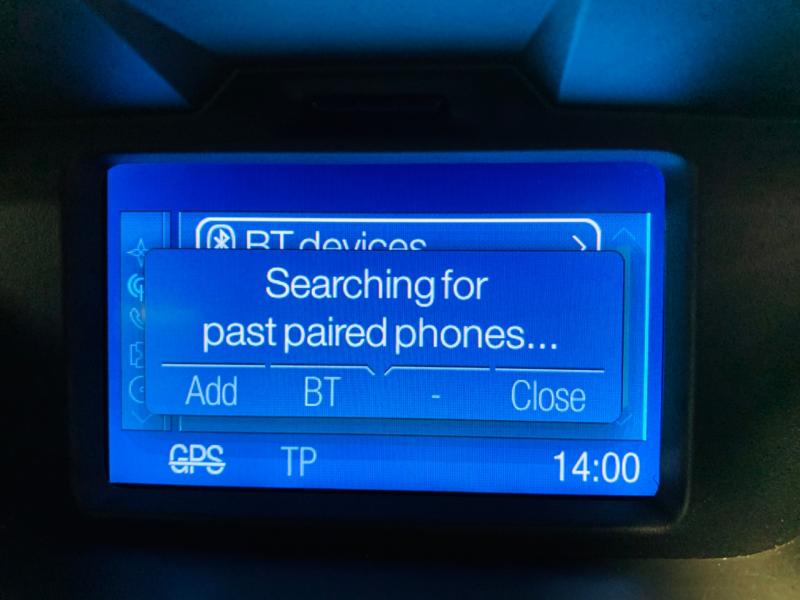 BT devices
Searching for
past paired phones...
Add BT - Close
GPS TP 14:00